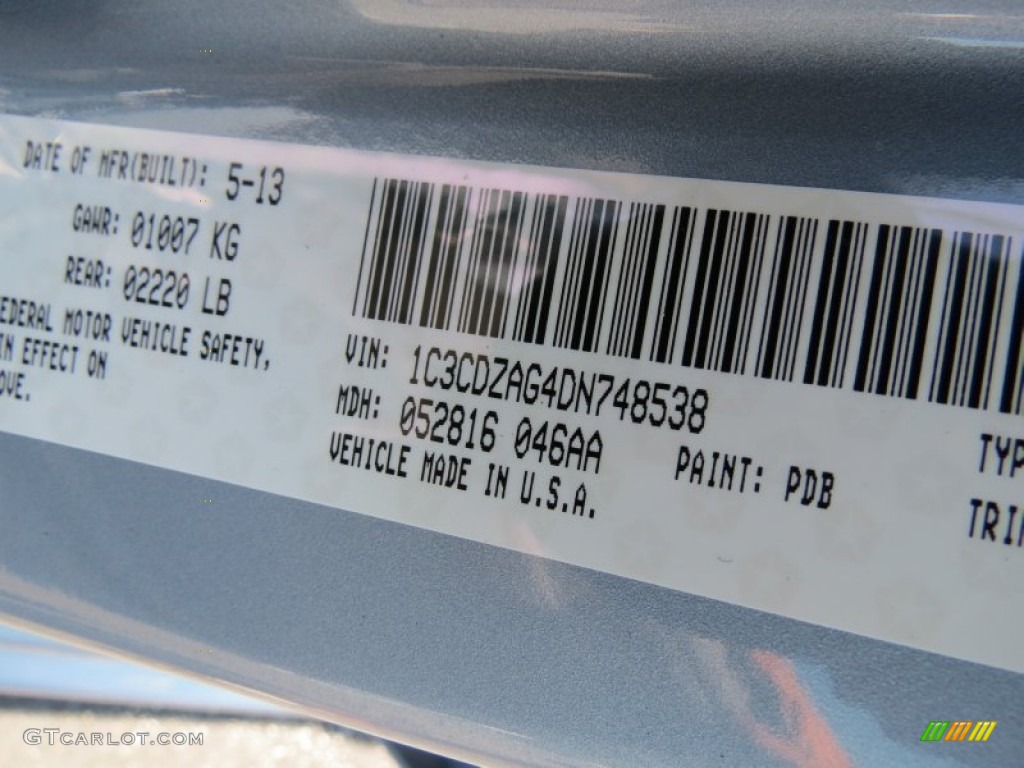 DATE OF MFR(BUILT): 5-13
GAWR: 01007 KG
REAR: 02220 LB
EDERAL MOTOR VEHICLE SAFETY,
IN EFFECT ON
OVE.
VIN: 1C3CDZAG4DN748538
MDH: 052816 046AA
VEHICLE MADE IN U.S.A.
PAINT: PDB
TYP
TRI
GTCARLOT.COM